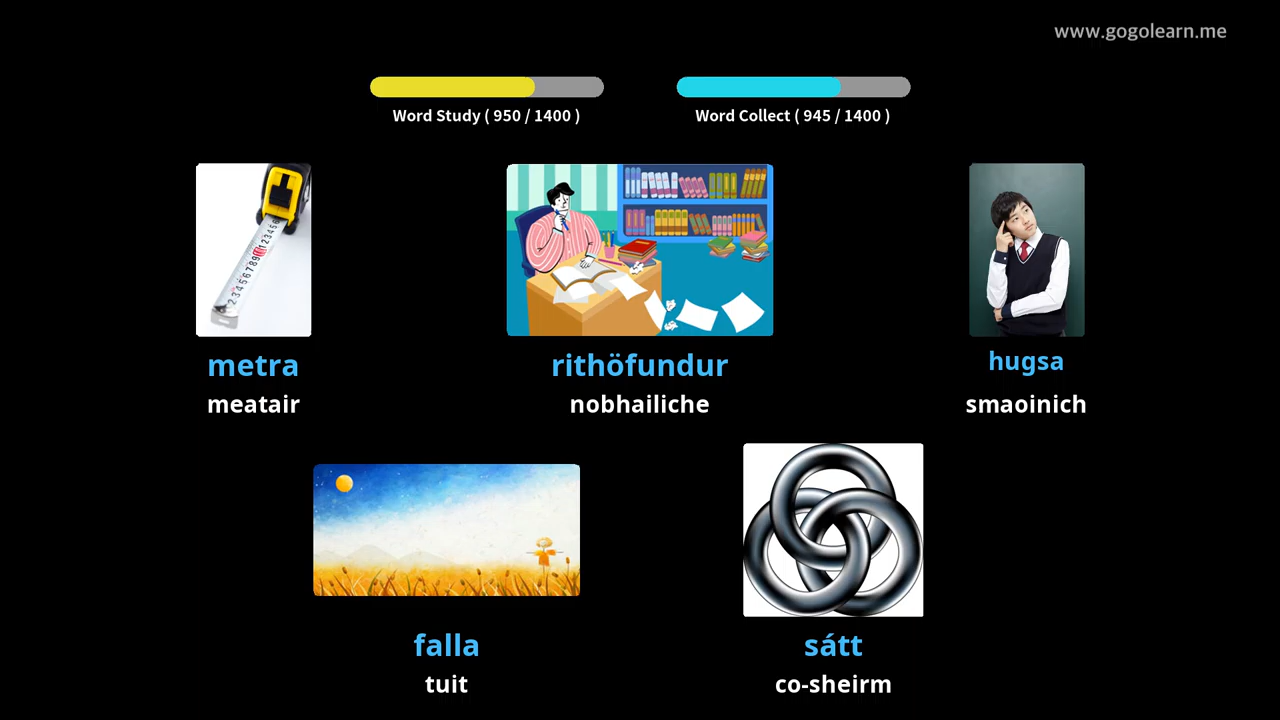 www.gogolearn.me
Word Study ( 950 / 1400 )
Word Collect ( 945 / 1400 )
metra
meatair
rithöfundur
nobhailiche
hugsa
smaoinich
falla
tuit
sátt
co-sheirm